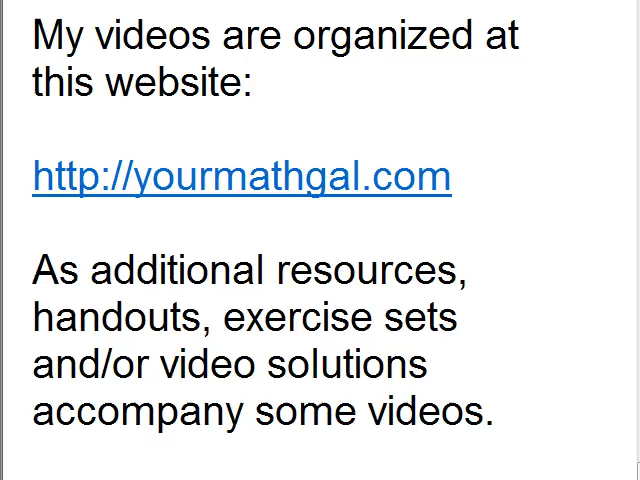 My videos are organized at
this website:
http://yourmathgal.com
As additional resources,
handouts, exercise sets
and/or video solutions
accompany some videos.